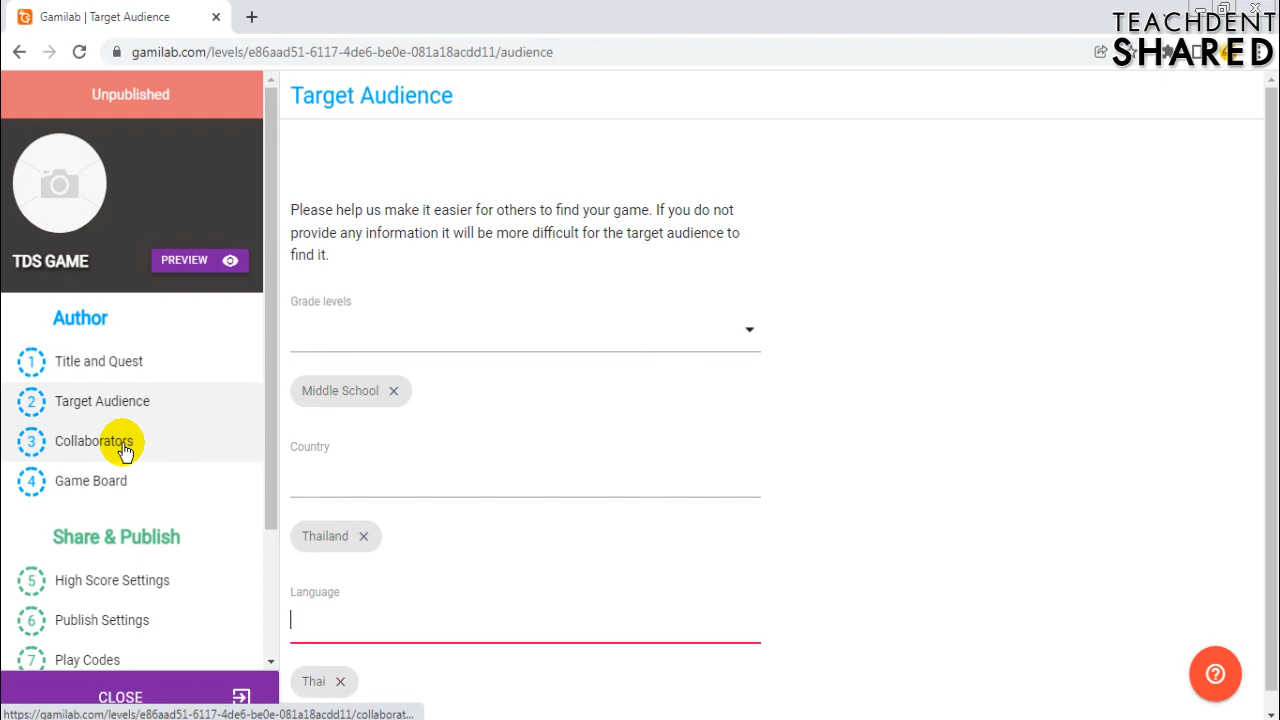 Gamilab | Target Audience
TEACHDENT
SHARED
gamilab.com/levels/e86aad51-6117-4de6-be0e-081a18acdd11/audience
Unpublished
TDS GAME
PREVIEW
Author
1 Title and Quest
2 Target Audience
3 Collaborators
4 Game Board
Share & Publish
5 High Score Settings
6 Publish Settings
7 Play Codes
CLOSE
https://gamilab.com/levels/e86aad51-6117-4de6-be0e-081a18acdd11/collaborat...
Target Audience
Please help us make it easier for others to find your game. If you do not
provide any information it will be more difficult for the target audience to
find it.
Grade levels
Middle School
Country
Thailand
Language
Thai